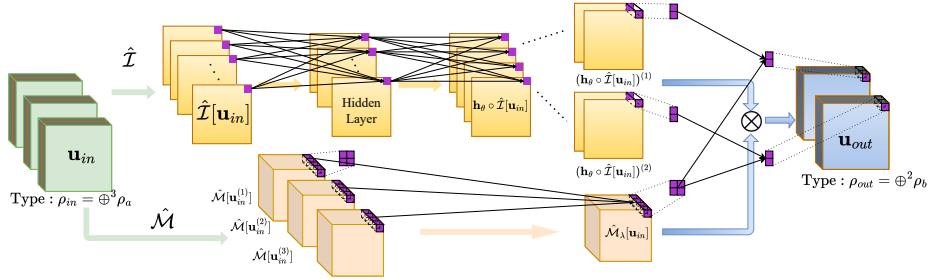 $\hat{\mathcal{I}}$
$\hat{\mathcal{I}}[\mathbf{u}_{in}]$
Hidden
Layer
$\mathbf{h}_\theta \circ \hat{\mathcal{I}}[\mathbf{u}_{in}]$
$(\mathbf{h}_\theta \circ \hat{\mathcal{I}}[\mathbf{u}_{in}])^{(1)}$
$(\mathbf{h}_\theta \circ \hat{\mathcal{I}}[\mathbf{u}_{in}])^{(2)}$
$\otimes$
$\mathbf{u}_{in}$
Type : $\rho_{in} = \oplus^3 \rho_a$
$\hat{\mathcal{M}}$
$\hat{\mathcal{M}}[\mathbf{u}_{in}^{(1)}]$
$\hat{\mathcal{M}}[\mathbf{u}_{in}^{(2)}]$
$\hat{\mathcal{M}}[\mathbf{u}_{in}^{(3)}]$
$\hat{\mathcal{M}}_\lambda[\mathbf{u}_{in}]$
$\mathbf{u}_{out}$
Type : $\rho_{out} = \oplus^2 \rho_b$